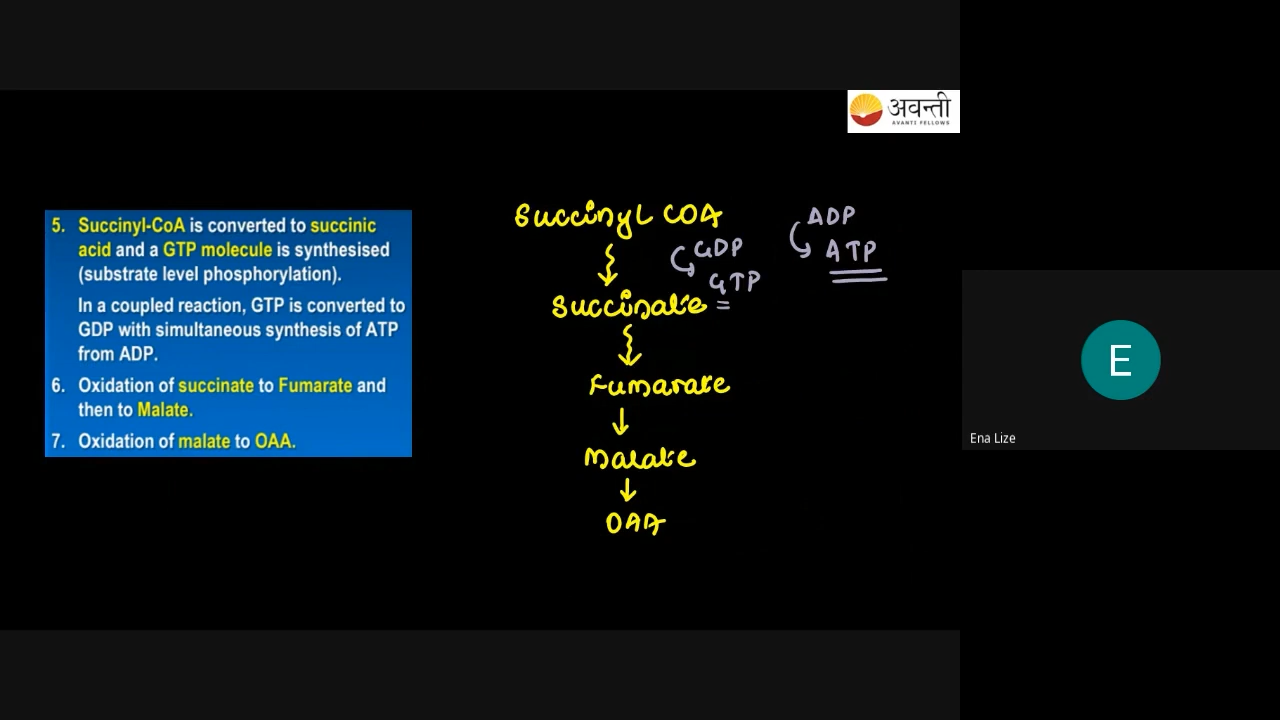 अवन्ती
AVANTI FELLOWS
5. Succinyl-CoA is converted to succinic
acid and a GTP molecule is synthesised
(substrate level phosphorylation).
In a coupled reaction, GTP is converted to
GDP with simultaneous synthesis of ATP
from ADP.
6. Oxidation of succinate to Fumarate and
then to Malate.
7. Oxidation of malate to OAA.
Succinyl COA
GDP
GTP
ADP
ATP
Succinate
Fumarate
Malate
OAA
E
Ena Lize